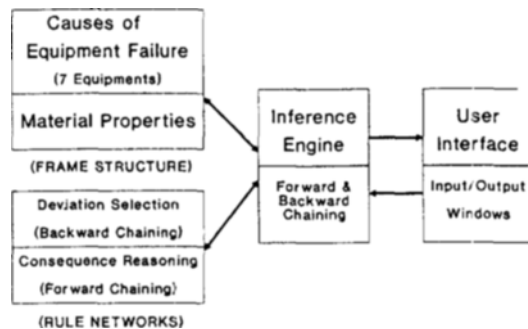 Causes of
Equipment Failure
(7 Equipments)
Material Properties
(FRAME STRUCTURE)
Deviation Selection
(Backward Chaining)
Consequence Reasoning
(Forward Chaining)
(RULE NETWORKS)
Inference
Engine
Forward &
Backward
Chaining
User
Interface
Input/Output
Windows